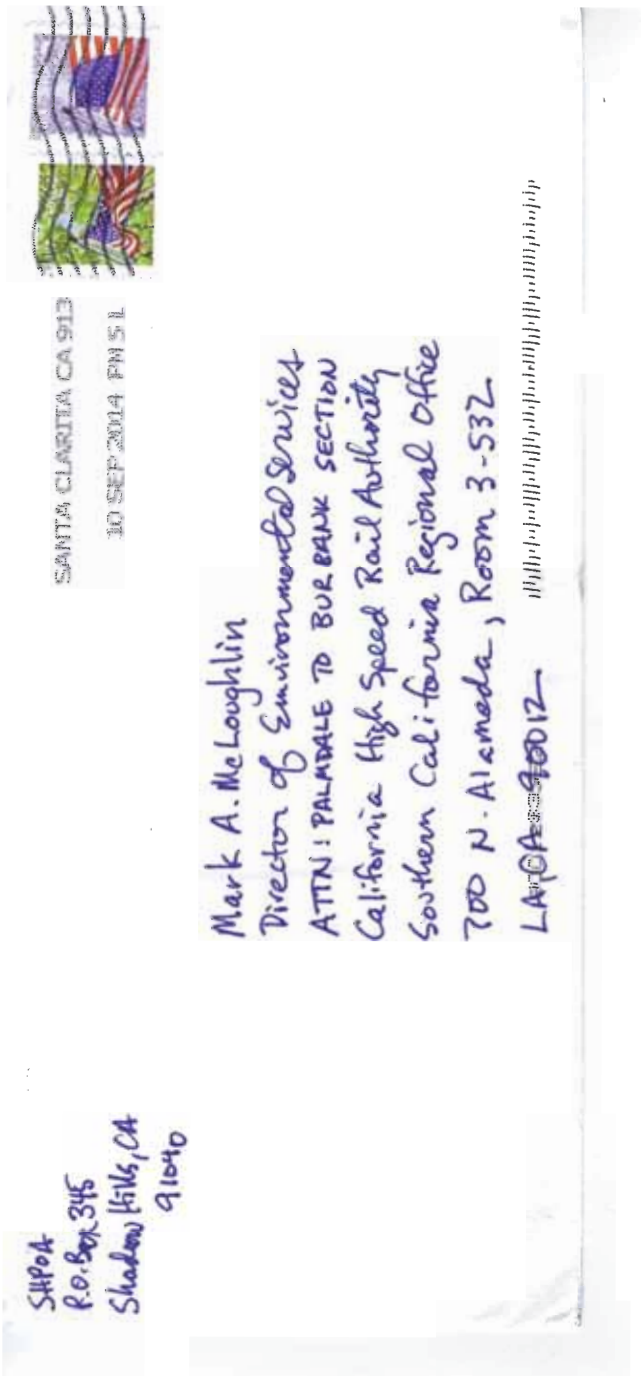 SHPOA
P.O. Box 345
Shadow Hills, CA
91040
SANTA CLARITA CA 913
10 SEP 2014 PM 5 L
Mark A. McLoughlin
Director of Environmental Services
ATTN: PALMDALE TO BURBANK SECTION
California High Speed Rail Authority
Southern California Regional Office
700 N. Alameda, Room 3-532
LA, CA 90012